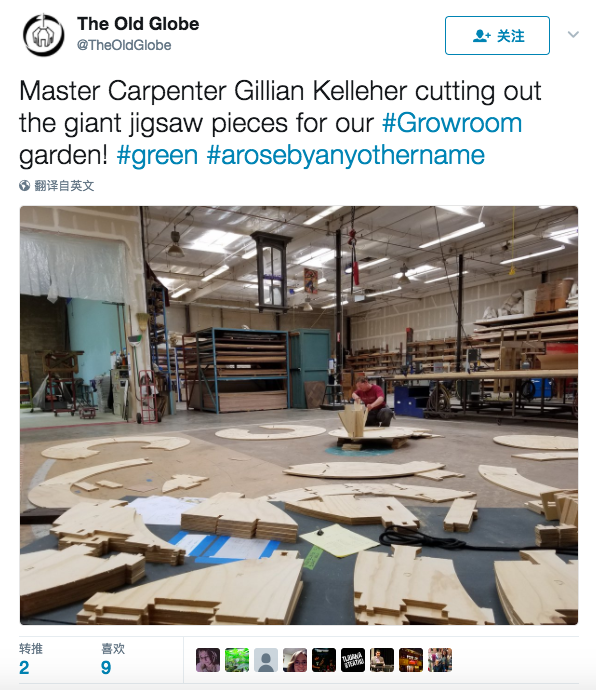 The Old Globe
@TheOldGlobe
关注
Master Carpenter Gillian Kelleher cutting out
the giant jigsaw pieces for our #Growroom
garden! #green #arosebyanyothername
翻译自英文
转推
喜欢
2
9
TIJUANA